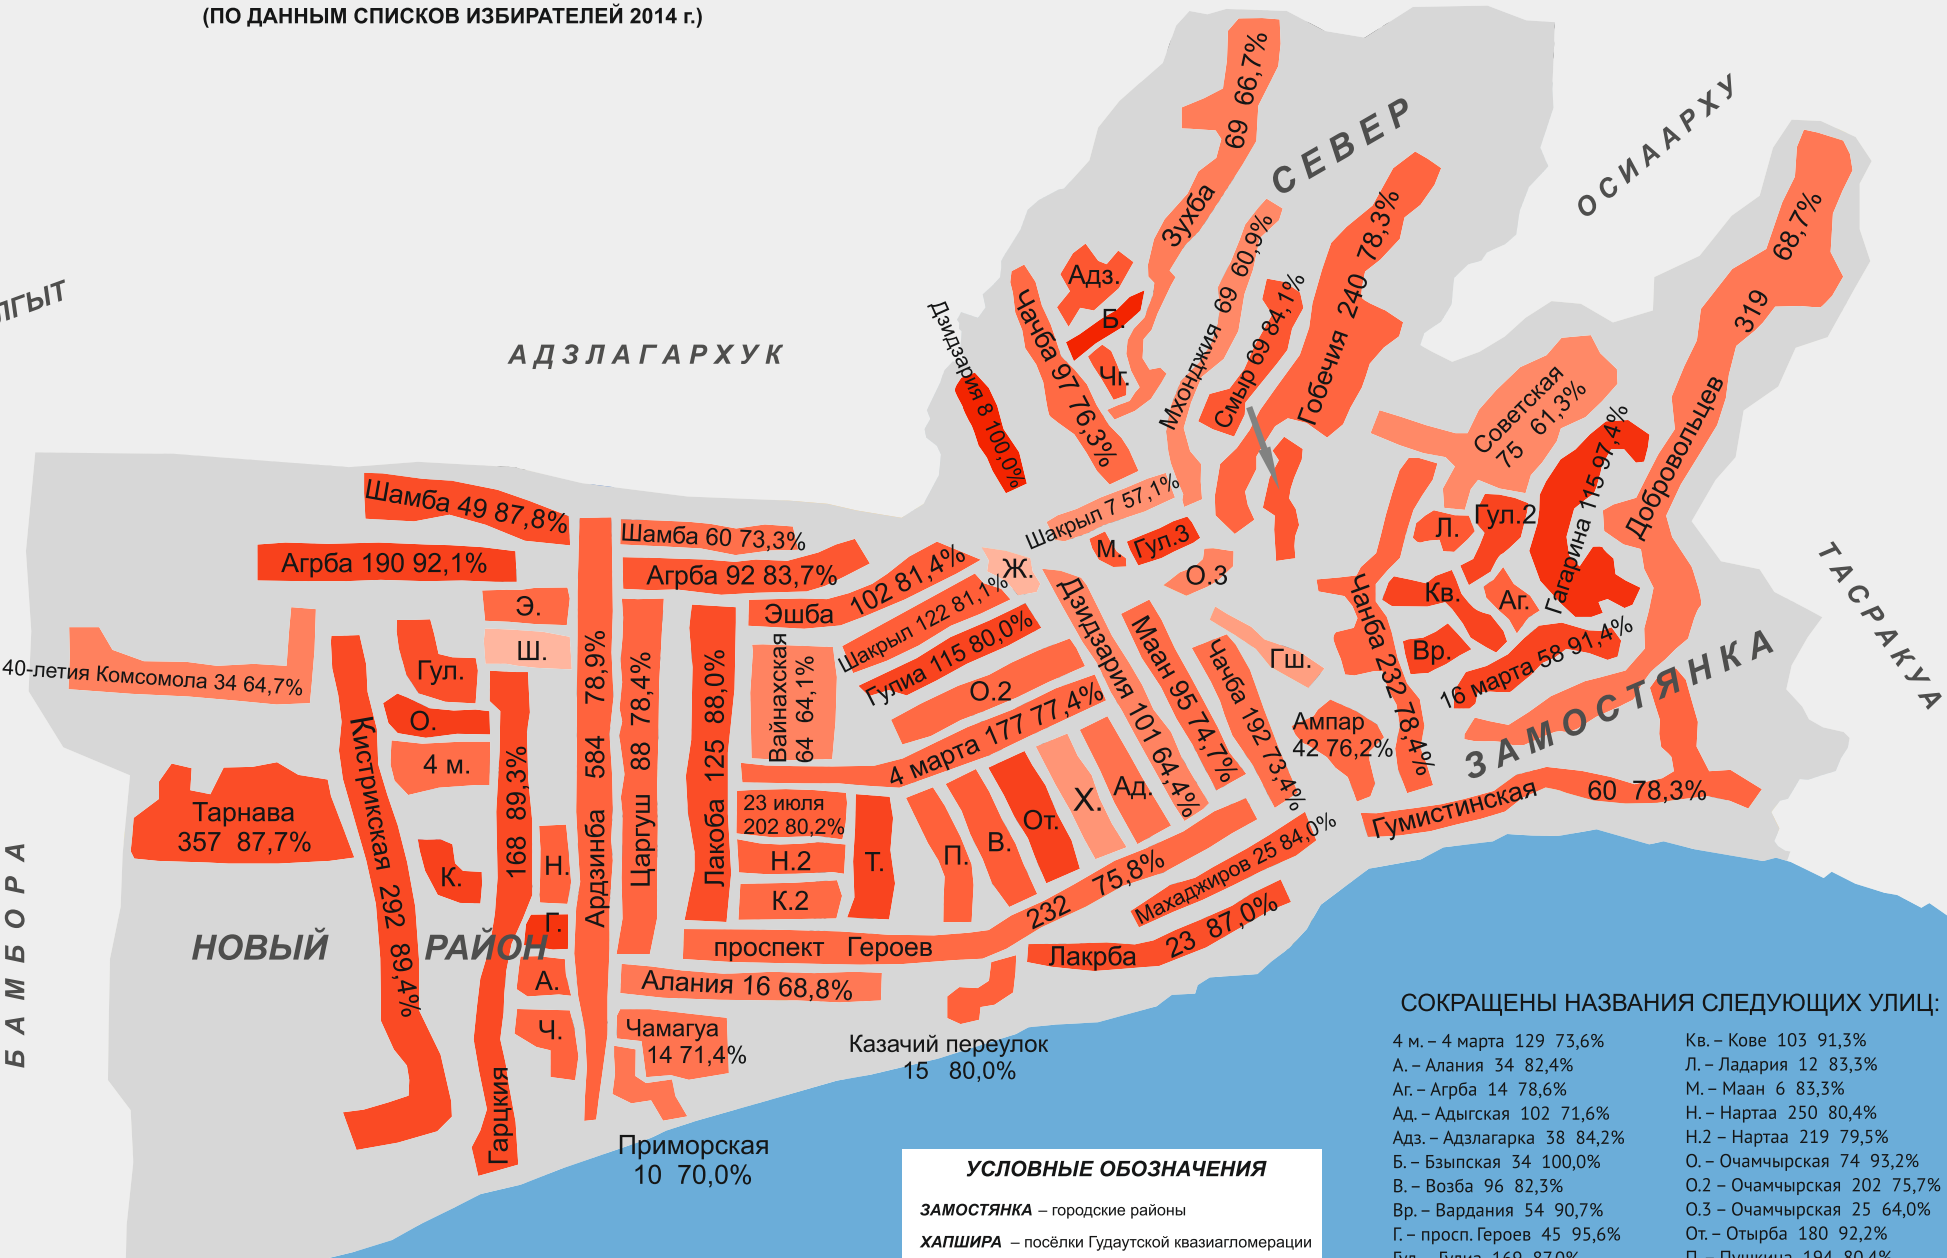 (ПО ДАННЫМ СПИСКОВ ИЗБИРАТЕЛЕЙ 2014 г.)
СЕВЕР
ОСИААРХУ
АДЗЛАГАРХУК
ЛГЫТ
ТАСРАКУА
ЗАМОСТЯНКА
БАМБОРА
НОВЫЙ РАЙОН
Зухба 69 66,7%
Адз.
Б.
Чг.
Чачба 97 76,3%
Дзидзария 8 100,0%
Мхонджия 69 60,9%
Смыр 69 84,1%
Гобечия 240 78,3%
Советская
75 61,3%
Гагарина 115 97,4%
Добровольцев 319 68,7%
Шамба 49 87,8%
Шамба 60 73,3%
Агрба 190 92,1%
Агрба 92 83,7%
Эшба 102 81,4%
Шакрыл 7 57,1%
Шакрыл 122 81,1%
Гулиа 115 80,0%
Ж.
М.
Гул.3
О.3
Л.
Гул.2
Кв.
Аг.
Вр.
16 марта 58 91,4%
Чанба 232 78,4%
Гш.
Ампар
42 76,2%
Гумистинская 60 78,3%
Э.
Ш.
40-летия Комсомола 34 64,7%
Гул.
О.
4 м.
Кистрикская 292 89,4%
Тарнава
357 87,7%
К.
Гарцкия 168 89,3%
Н.
Г.
А.
Ч.
Ардзинба 584 78,9%
Царгуш 88 78,4%
Лакоба 125 88,0%
Вайнахская
64 64,1%
О.2
4 марта 177 77,4%
Дзидзария 101 64,4%
Маан 95 74,7%
Чачба 192 73,4%
23 июля
202 80,2%
Н.2
К.2
Т.
П.
В.
От.
Х.
Ад.
проспект Героев 232 75,8%
Махаджиров 25 84,0%
Лакрба 23 87,0%
Алания 16 68,8%
Чамагуа
14 71,4%
Казачий переулок
15 80,0%
Приморская
10 70,0%
УСЛОВНЫЕ ОБОЗНАЧЕНИЯ
ЗАМОСТЯНКА – городские районы
ХАПШИРА – посёлки Гудаутской квазиагломерации
СОКРАЩЕНЫ НАЗВАНИЯ СЛЕДУЮЩИХ УЛИЦ:
4 м. – 4 марта 129 73,6%
А. – Алания 34 82,4%
Аг. – Агрба 14 78,6%
Ад. – Адыгская 102 71,6%
Адз. – Адзлагарка 38 84,2%
Б. – Бзыпская 34 100,0%
В. – Возба 96 82,3%
Вр. – Вардания 54 90,7%
Г. – просп. Героев 45 95,6%
Гул. – Гулиа 169 87,0%
Кв. – Кове 103 91,3%
Л. – Ладария 12 83,3%
М. – Маан 6 83,3%
Н. – Нартаа 250 80,4%
Н.2 – Нартаа 219 79,5%
О. – Очамчырская 74 93,2%
О.2 – Очамчырская 202 75,7%
О.3 – Очамчырская 25 64,0%
От. – Отырба 180 92,2%
П. – Пушкина 194 80,4%